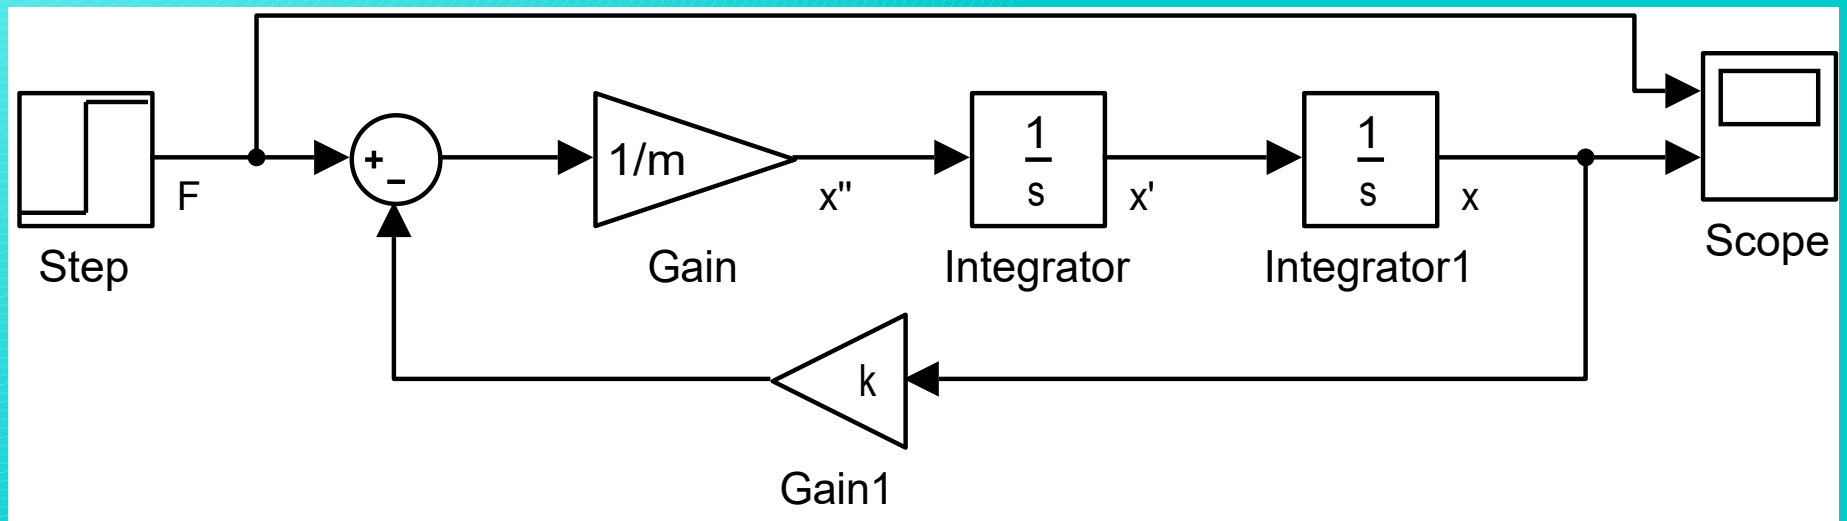 Step
F
+
−
1/m
Gain
x"
1
s
Integrator
x'
1
s
Integrator1
x
Scope
k
Gain1